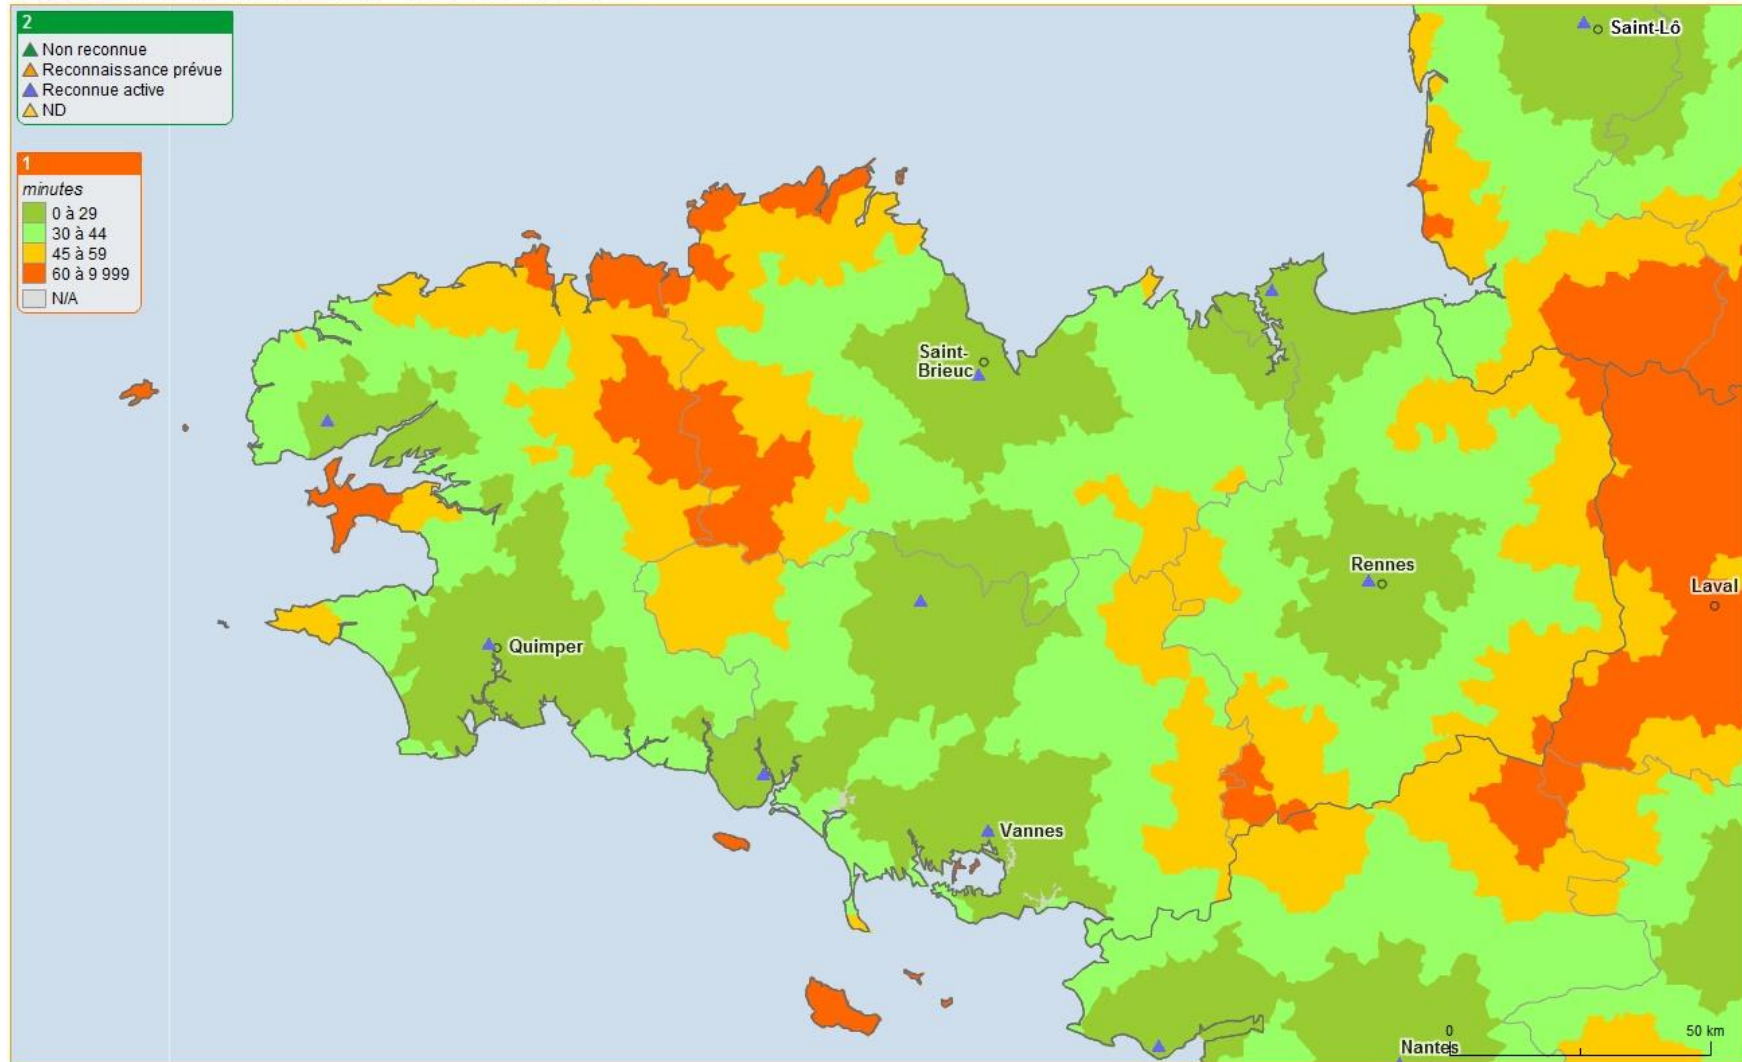 2
Non reconnue
Reconnaissance prévue
Reconnue active
ND
1
minutes
0 à 29
30 à 44
45 à 59
60 à 9 999
N/A
Saint-Lô
Saint-
Brieuc
Rennes
Laval
Quimper
Vannes
0 50 km
Nantes